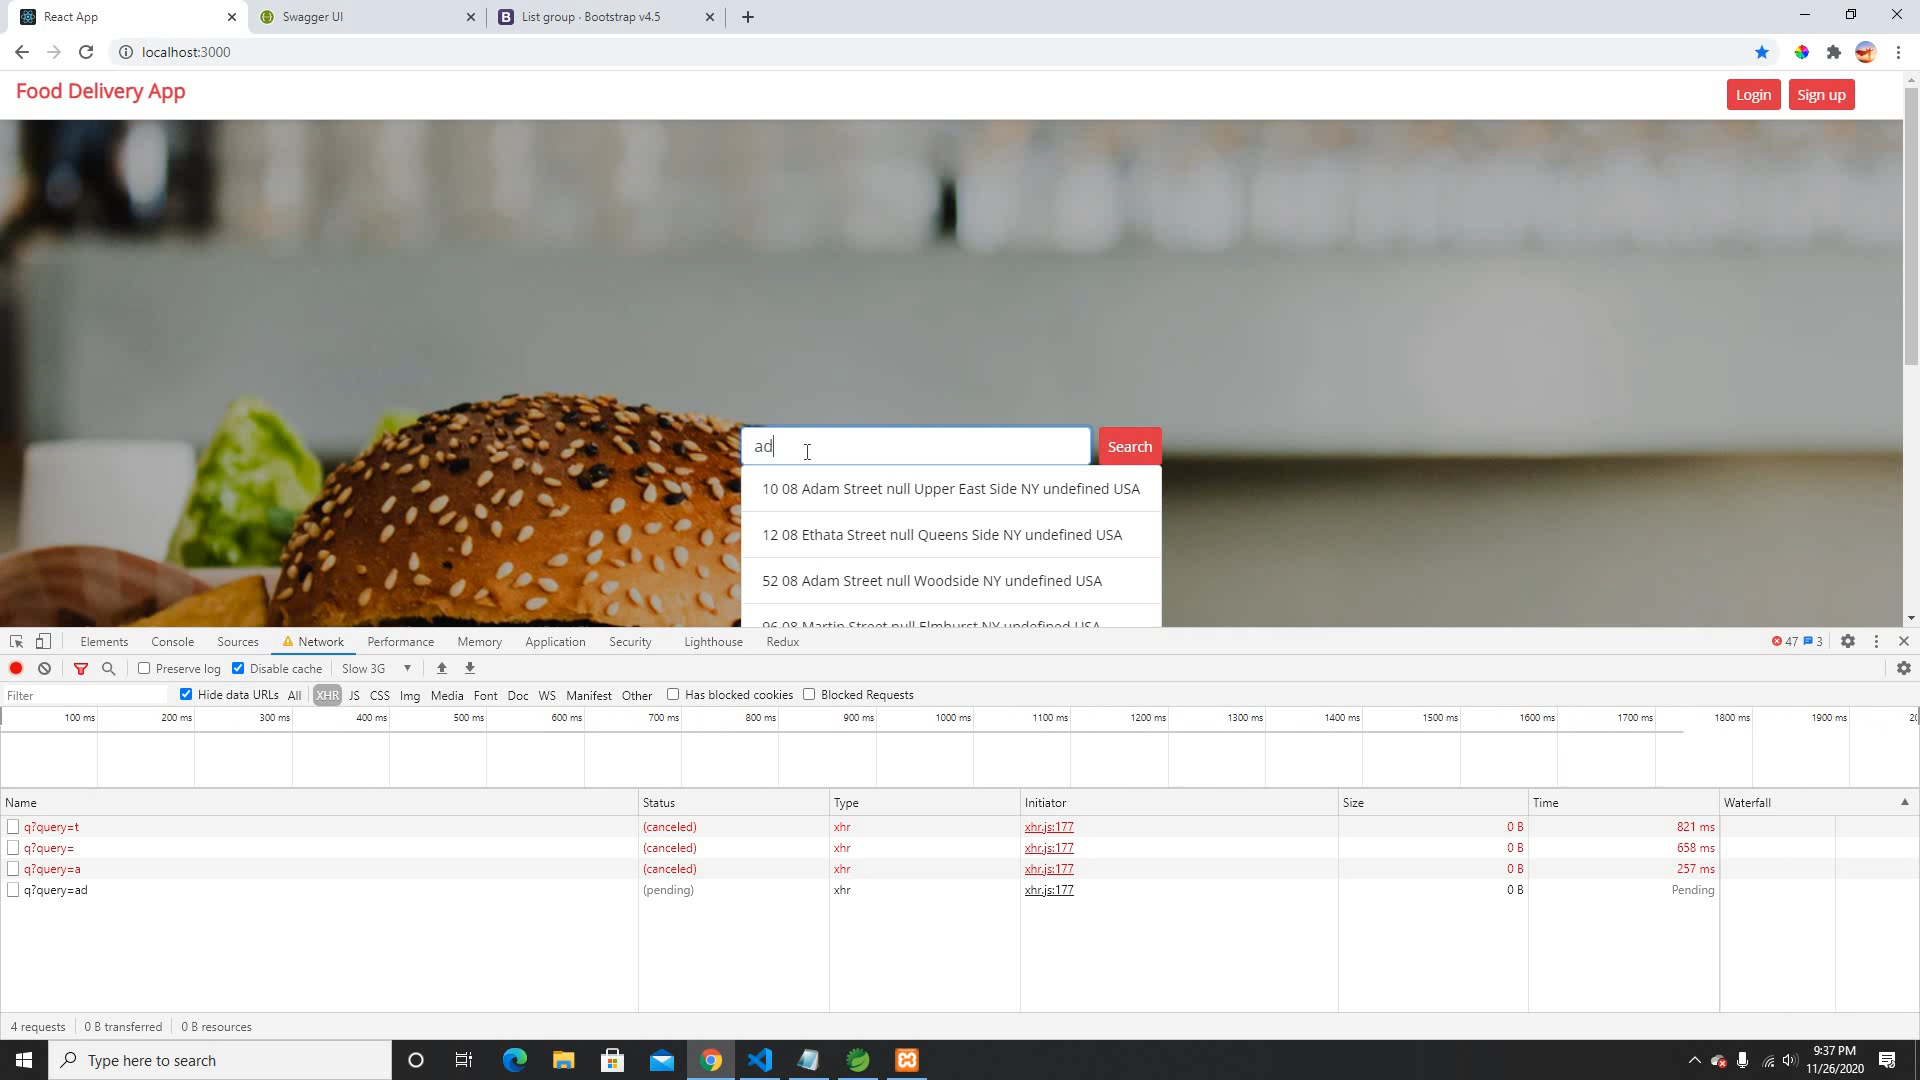 React App
Swagger UI
List group · Bootstrap v4.5
localhost:3000
Food Delivery App
Login
Sign up
ad
Search
10 08 Adam Street null Upper East Side NY undefined USA
12 08 Ethata Street null Queens Side NY undefined USA
52 08 Adam Street null Woodside NY undefined USA
96 08 Martin Street null Elmhurst NY undefined USA
Elements Console Sources Network Performance Memory Application Security Lighthouse Redux 47 3
Preserve log Disable cache Slow 3G
Filter Hide data URLs All XHR JS CSS Img Media Font Doc WS Manifest Other Has blocked cookies Blocked Requests
100 ms 200 ms 300 ms 400 ms 500 ms 600 ms 700 ms 800 ms 900 ms 1000 ms 1100 ms 1200 ms 1300 ms 1400 ms 1500 ms 1600 ms 1700 ms 1800 ms 1900 ms
Name Status Type Initiator Size Time Waterfall
q?query=t (canceled) xhr xhr.js:177 0 B 821 ms
q?query= (canceled) xhr xhr.js:177 0 B 658 ms
q?query=a (canceled) xhr xhr.js:177 0 B 257 ms
q?query=ad (pending) xhr xhr.js:177 0 B Pending
4 requests 0 B transferred 0 B resources
Type here to search
9:37 PM
11/26/2020